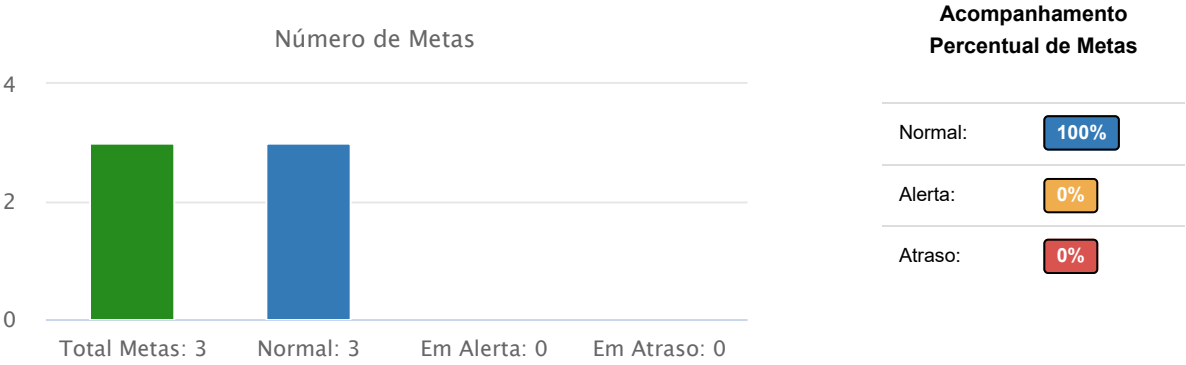 Número de Metas
4
2
0
Total Metas: 3
Normal: 3
Em Alerta: 0
Em Atraso: 0
Acompanhamento
Percentual de Metas
Normal: 100%
Alerta: 0%
Atraso: 0%